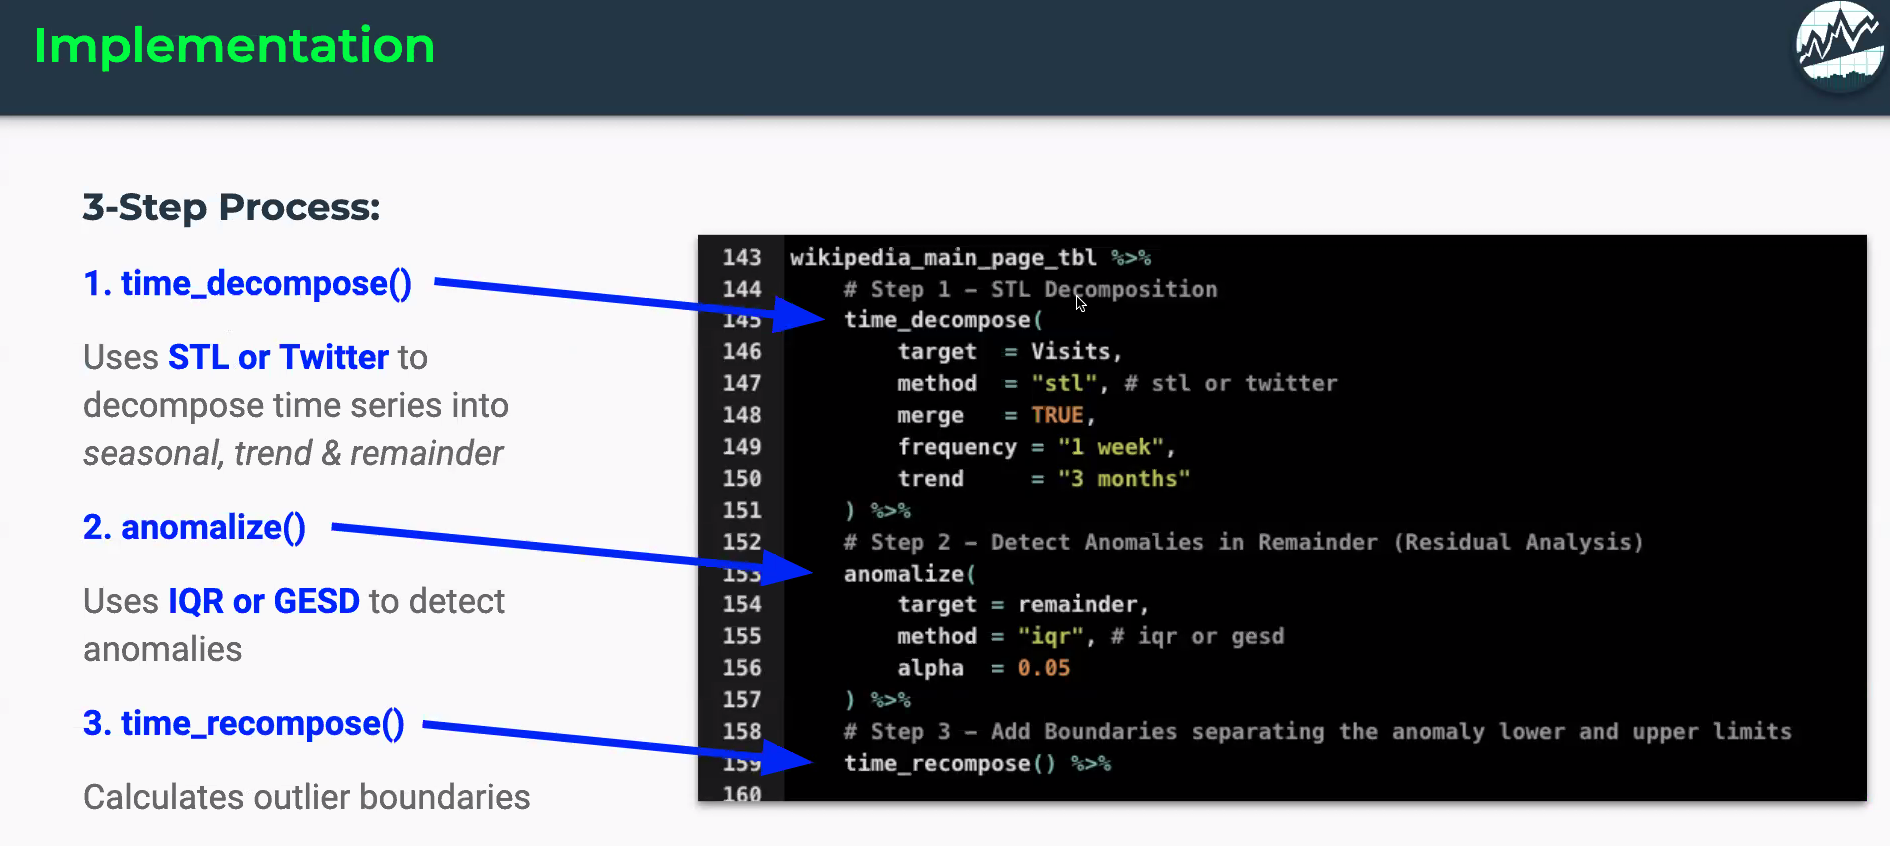 Implementation
3-Step Process:
1. time_decompose()
Uses STL or Twitter to
decompose time series into
seasonal, trend & remainder
2. anomalize()
Uses IQR or GESD to detect
anomalies
3. time_recompose()
Calculates outlier boundaries
143 wikipedia_main_page_tbl %>%
144 # Step 1 – STL Decomposition
145 time_decompose(
146 target = Visits,
147 method = "stl", # stl or twitter
148 merge = TRUE,
149 frequency = "1 week",
150 trend = "3 months"
151 ) %>%
152 # Step 2 – Detect Anomalies in Remainder (Residual Analysis)
153 anomalize(
154 target = remainder,
155 method = "iqr", # iqr or gesd
156 alpha = 0.05
157 ) %>%
158 # Step 3 – Add Boundaries separating the anomaly lower and upper limits
159 time_recompose() %>%
160